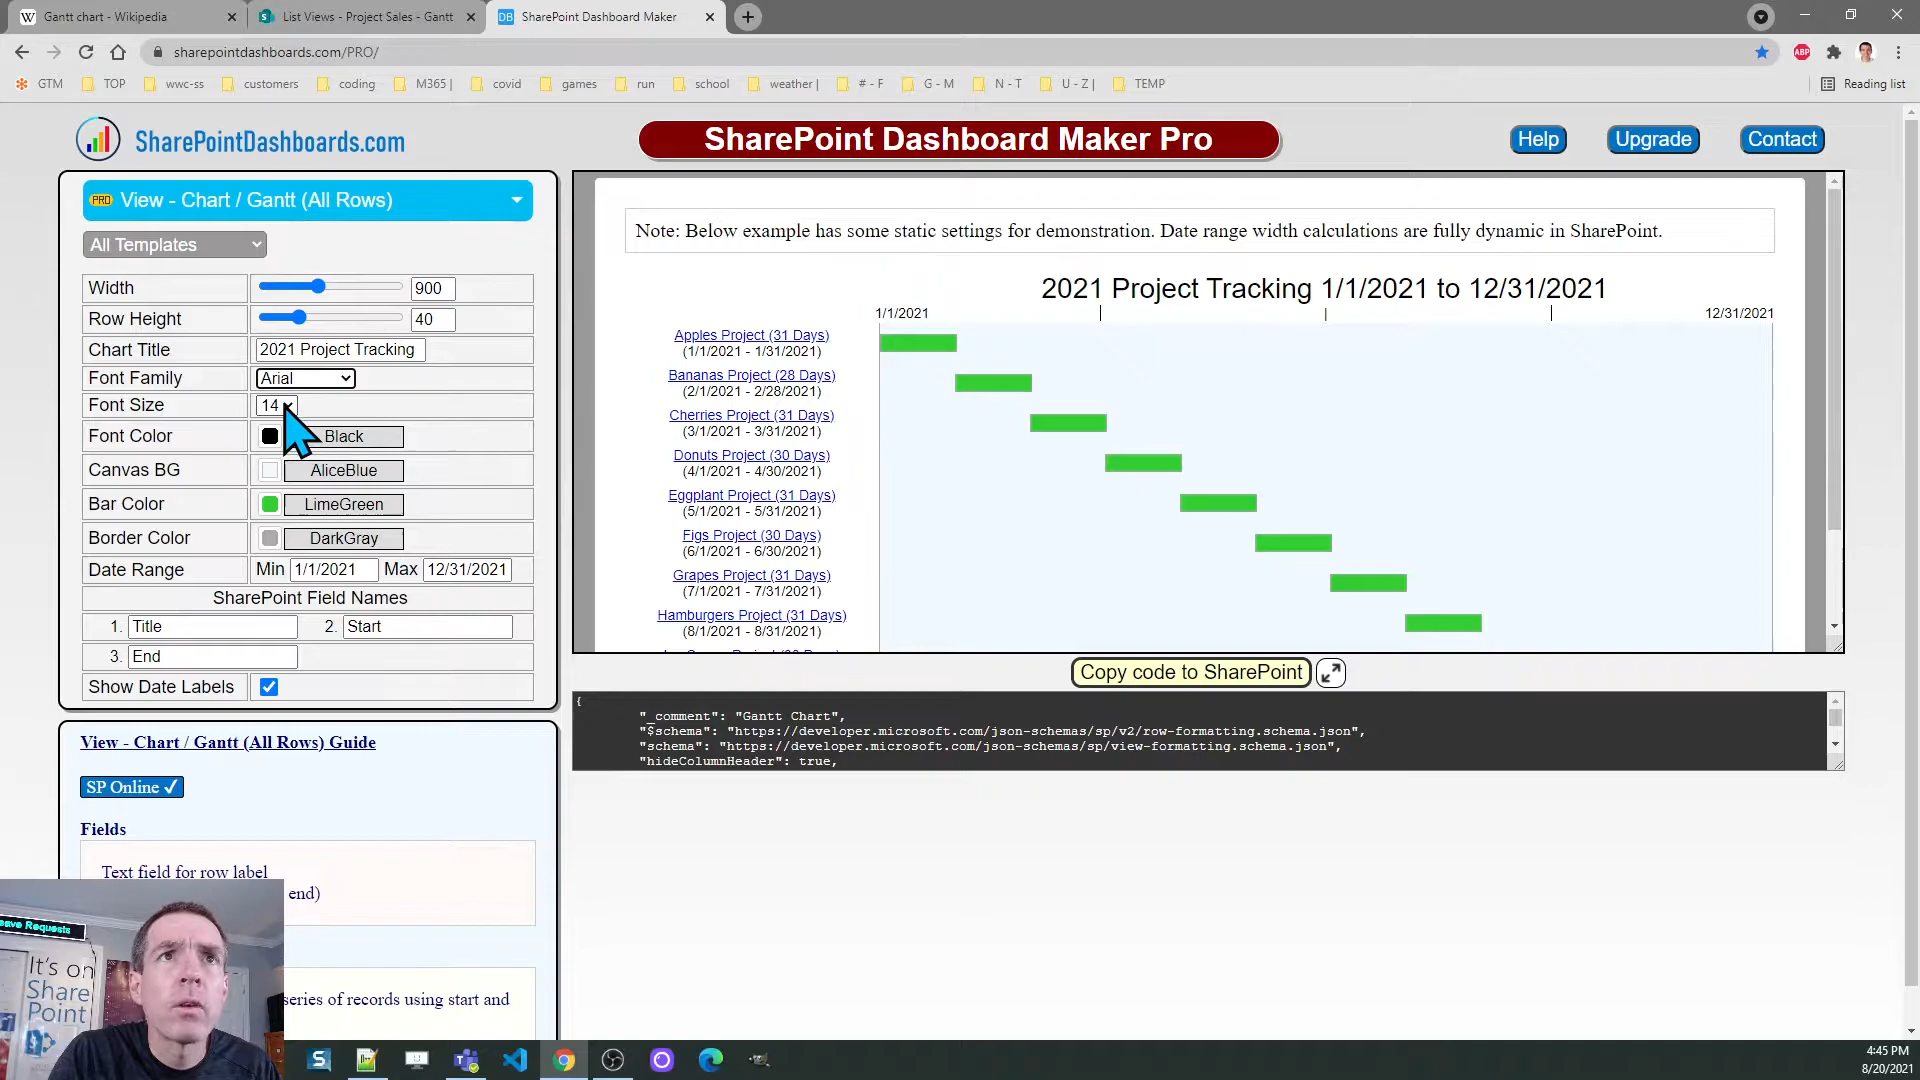 Gantt chart - Wikipedia
List Views - Project Sales - Gantt
DB SharePoint Dashboard Maker
sharepointdashboards.com/PRO/
ABP
GTM TOP wwc-ss customers coding M365 | covid games run school weather | # - F G - M N - T U - Z | TEMP Reading list
SharePointDashboards.com
SharePoint Dashboard Maker Pro
Help Upgrade Contact
PRO View - Chart / Gantt (All Rows)
All Templates
Width 900
Row Height 40
Chart Title 2021 Project Tracking
Font Family Arial
Font Size 14
Font Color Black
Canvas BG AliceBlue
Bar Color LimeGreen
Border Color DarkGray
Date Range Min 1/1/2021 Max 12/31/2021
SharePoint Field Names
1. Title 2. Start
3. End
Show Date Labels
View - Chart / Gantt (All Rows) Guide
SP Online ✓
Fields
Text field for row label
end)
series of records using start and
Note: Below example has some static settings for demonstration. Date range width calculations are fully dynamic in SharePoint.
2021 Project Tracking 1/1/2021 to 12/31/2021
1/1/2021 12/31/2021
Apples Project (31 Days)
(1/1/2021 - 1/31/2021)
Bananas Project (28 Days)
(2/1/2021 - 2/28/2021)
Cherries Project (31 Days)
(3/1/2021 - 3/31/2021)
Donuts Project (30 Days)
(4/1/2021 - 4/30/2021)
Eggplant Project (31 Days)
(5/1/2021 - 5/31/2021)
Figs Project (30 Days)
(6/1/2021 - 6/30/2021)
Grapes Project (31 Days)
(7/1/2021 - 7/31/2021)
Hamburgers Project (31 Days)
(8/1/2021 - 8/31/2021)
Copy code to SharePoint
{
"_comment": "Gantt Chart",
"$schema": "https://developer.microsoft.com/json-schemas/sp/v2/row-formatting.schema.json",
"schema": "https://developer.microsoft.com/json-schemas/sp/view-formatting.schema.json",
"hideColumnHeader": true,
eave Requests
It's on
Share
Point
4:45 PM
8/20/2021